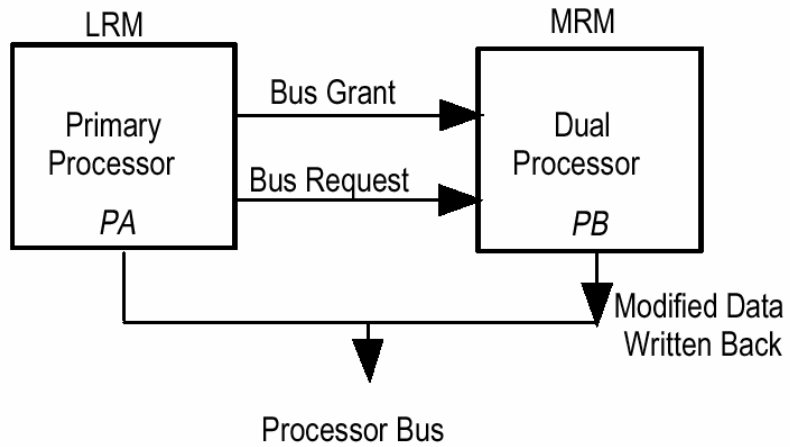 LRM
MRM
Bus Grant
Primary
Processor
Dual
Processor
Bus Request
PA
PB
Modified Data
Written Back
Processor Bus